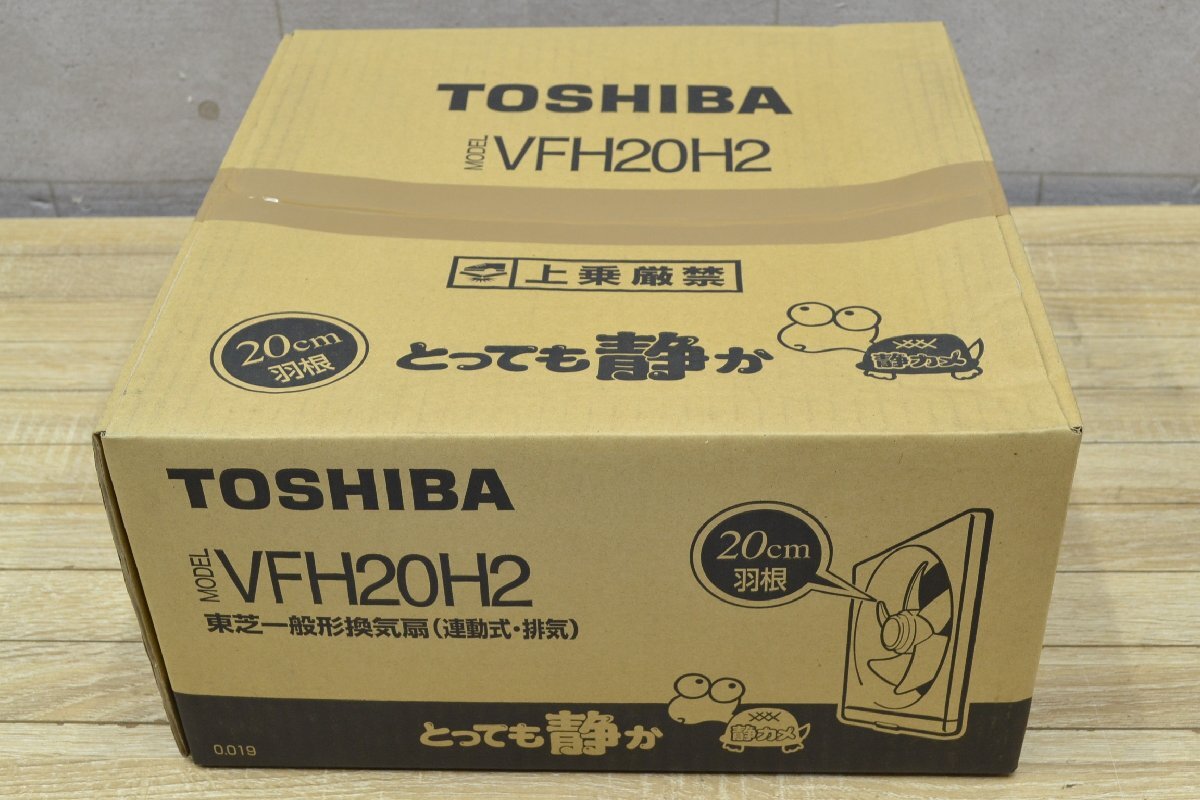 TOSHIBA
MODEL VFH20H2
上乗厳禁
20cm
羽根
とっても静か
静カメ
TOSHIBA
MODEL VFH20H2
東芝一般形換気扇(連動式・排気)
20cm
羽根
とっても静か
静カメ
0.019